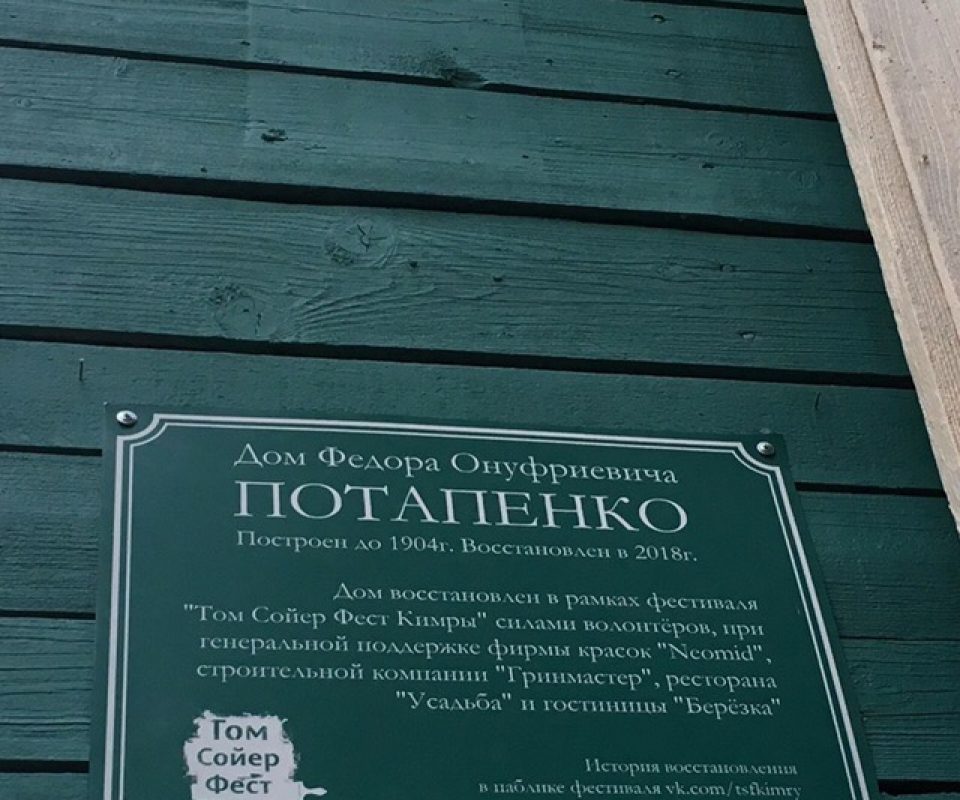 Дом Федора Онуфриевича
ПОТАПЕНКО
Построен до 1904г. Восстановлен в 2018г.
Дом восстановлен в рамках фестиваля
"Том Сойер Фест Кимры" силами волонтёров, при
генеральной поддержке фирмы красок "Neomid",
строительной компании "Гринмастер", ресторана
"Усадьба" и гостиницы "Берёзка"
Том
Сойер
Фест
История восстановления
в паблике фестиваля vk.com/tsfkimry